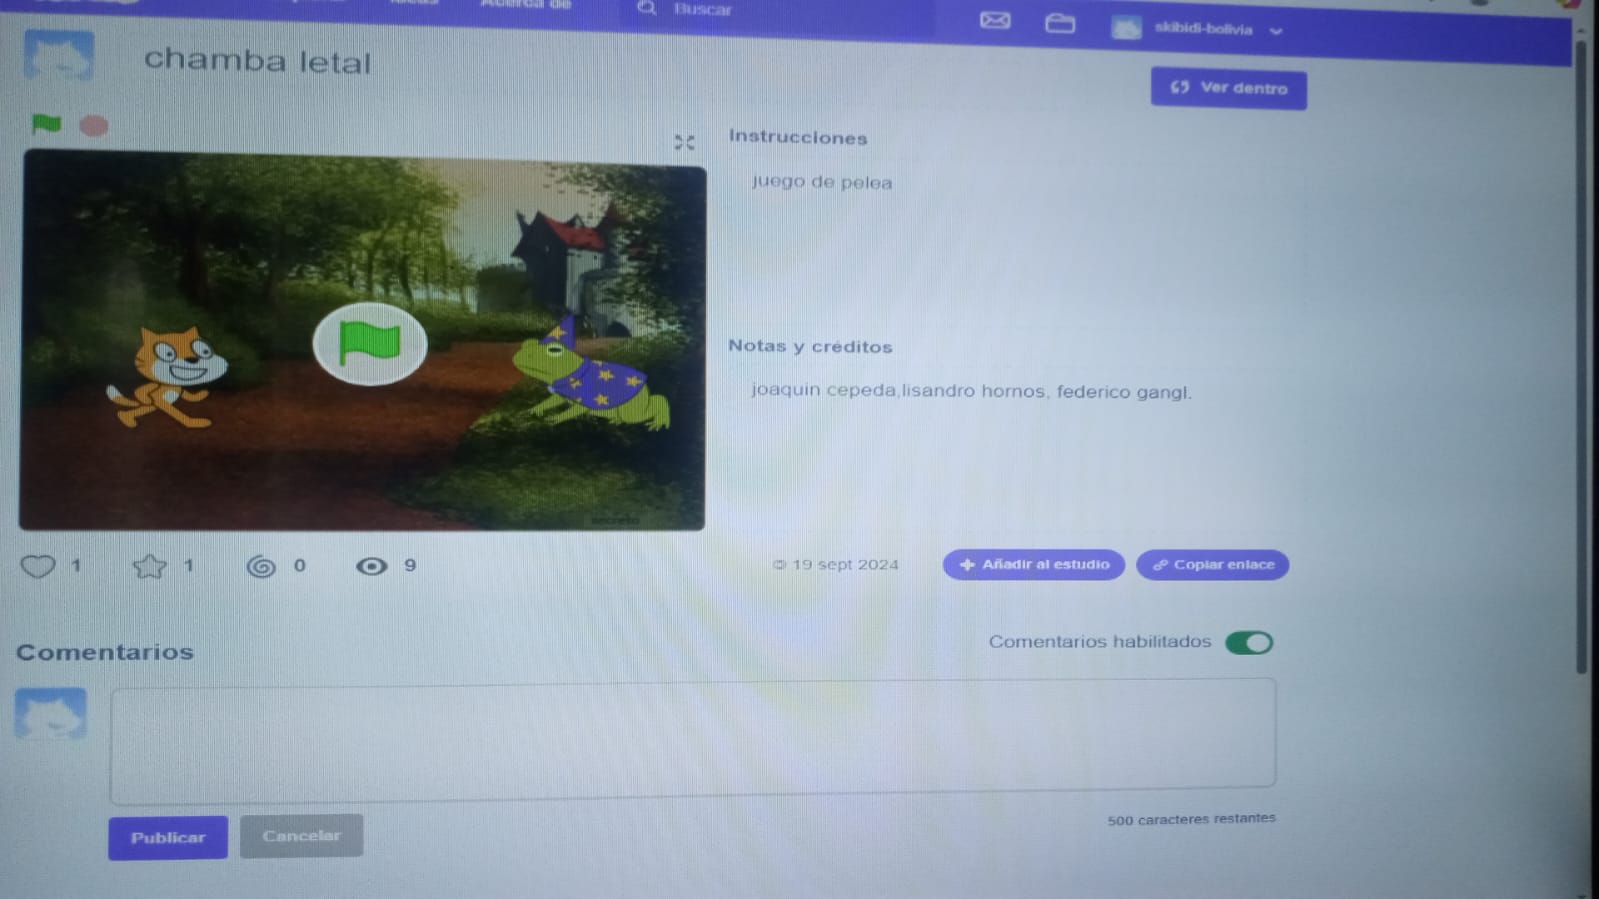 Acerca de
Buscar
skibidi-bolivia
chamba letal
Ver dentro
Instrucciones
juego de pelea
Notas y créditos
joaquin cepeda,lisandro hornos, federico gangl.
secreto
1
1
0
9
© 19 sept 2024
Añadir al estudio
Copiar enlace
Comentarios
Comentarios habilitados
Publicar
Cancelar
500 caracteres restantes